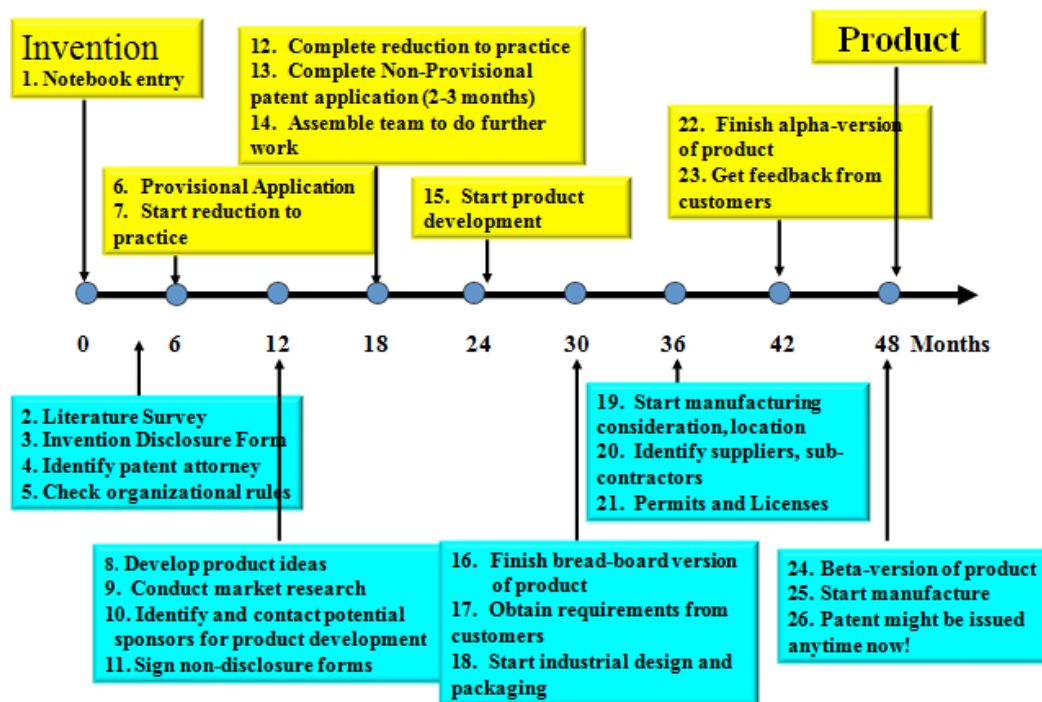 Invention
1. Notebook entry
12. Complete reduction to practice
13. Complete Non-Provisional
patent application (2-3 months)
14. Assemble team to do further
work
Product
6. Provisional Application
7. Start reduction to
practice
15. Start product
development
22. Finish alpha-version
of product
23. Get feedback from
customers
0 6 12 18 24 30 36 42 48 Months
2. Literature Survey
3. Invention Disclosure Form
4. Identify patent attorney
5. Check organizational rules
19. Start manufacturing
consideration, location
20. Identify suppliers, sub-
contractors
21. Permits and Licenses
8. Develop product ideas
9. Conduct market research
10. Identify and contact potential
sponsors for product development
11. Sign non-disclosure forms
16. Finish bread-board version
of product
17. Obtain requirements from
customers
18. Start industrial design and
packaging
24. Beta-version of product
25. Start manufacture
26. Patent might be issued
anytime now!